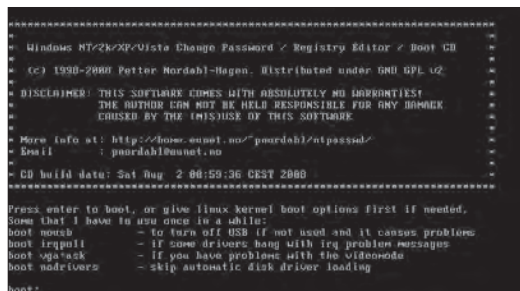 *******************************************************************************
* Windows NT/2k/XP/Vista Change Password / Registry Editor / Boot CD *
* (c) 1998-2008 Petter Nordahl-Hagen. Distributed under GNU GPL v2 *
* DISCLAIMER: THIS SOFTWARE COMES WITH ABSOLUTELY NO WARRANTIES! *
* THE AUTHOR CAN NOT BE HELD RESPONSIBLE FOR ANY DAMAGE *
* CAUSED BY THE (MIS)USE OF THIS SOFTWARE *
* More info at: http://home.eunet.no/~pnordahl/ntpasswd/ *
* Email : pnordahl@eunet.no *
* CD build date: Sat Aug 2 08:59:36 CEST 2008 *
*******************************************************************************
Press enter to boot, or give linux kernel boot options first if needed,
Some that I have to use once in a while:
boot nousb – to turn off USB if not used and it causes problems
boot irqpoll – if some drivers hang with irq problem messages
boot vga=ask – if you have problems with the videomode
boot nodrivers – skip automatic disk driver loading
boot: